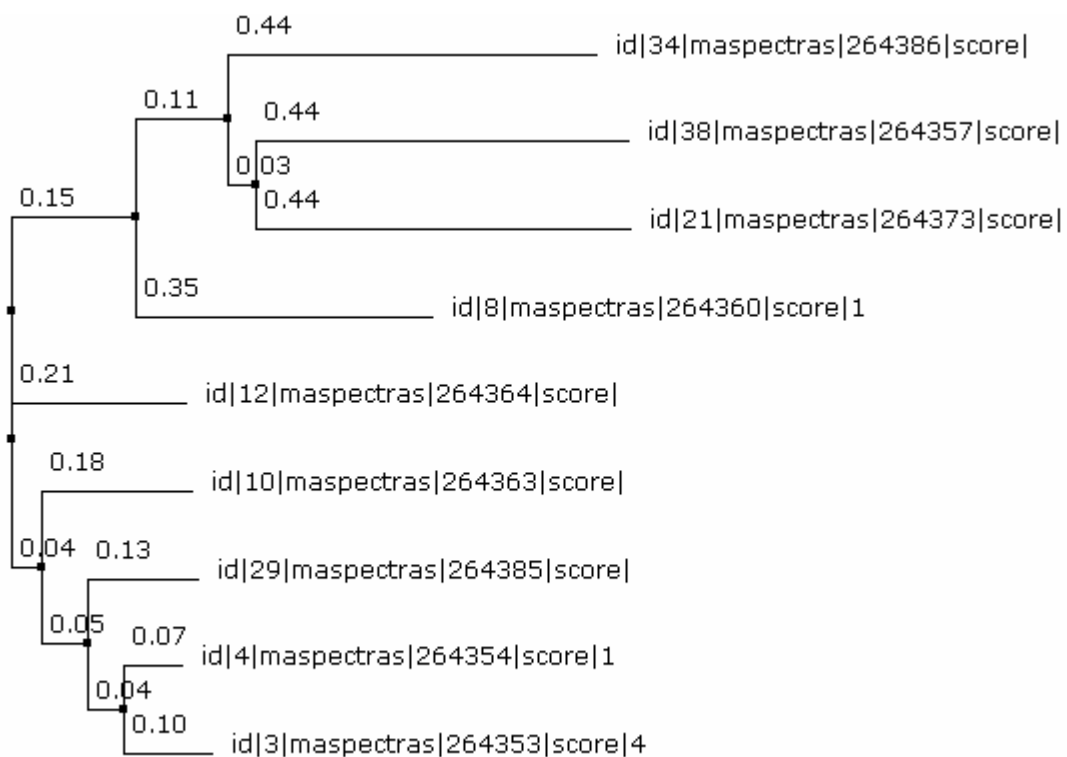 0.44
id|34|maspectras|264386|score|
0.11
0.44
id|38|maspectras|264357|score|
0.03
0.44
0.15
id|21|maspectras|264373|score|
0.35
id|8|maspectras|264360|score|1
0.21
id|12|maspectras|264364|score|
0.18
id|10|maspectras|264363|score|
0.04
0.13
id|29|maspectras|264385|score|
0.05
0.07
id|4|maspectras|264354|score|1
0.04
0.10
id|3|maspectras|264353|score|4